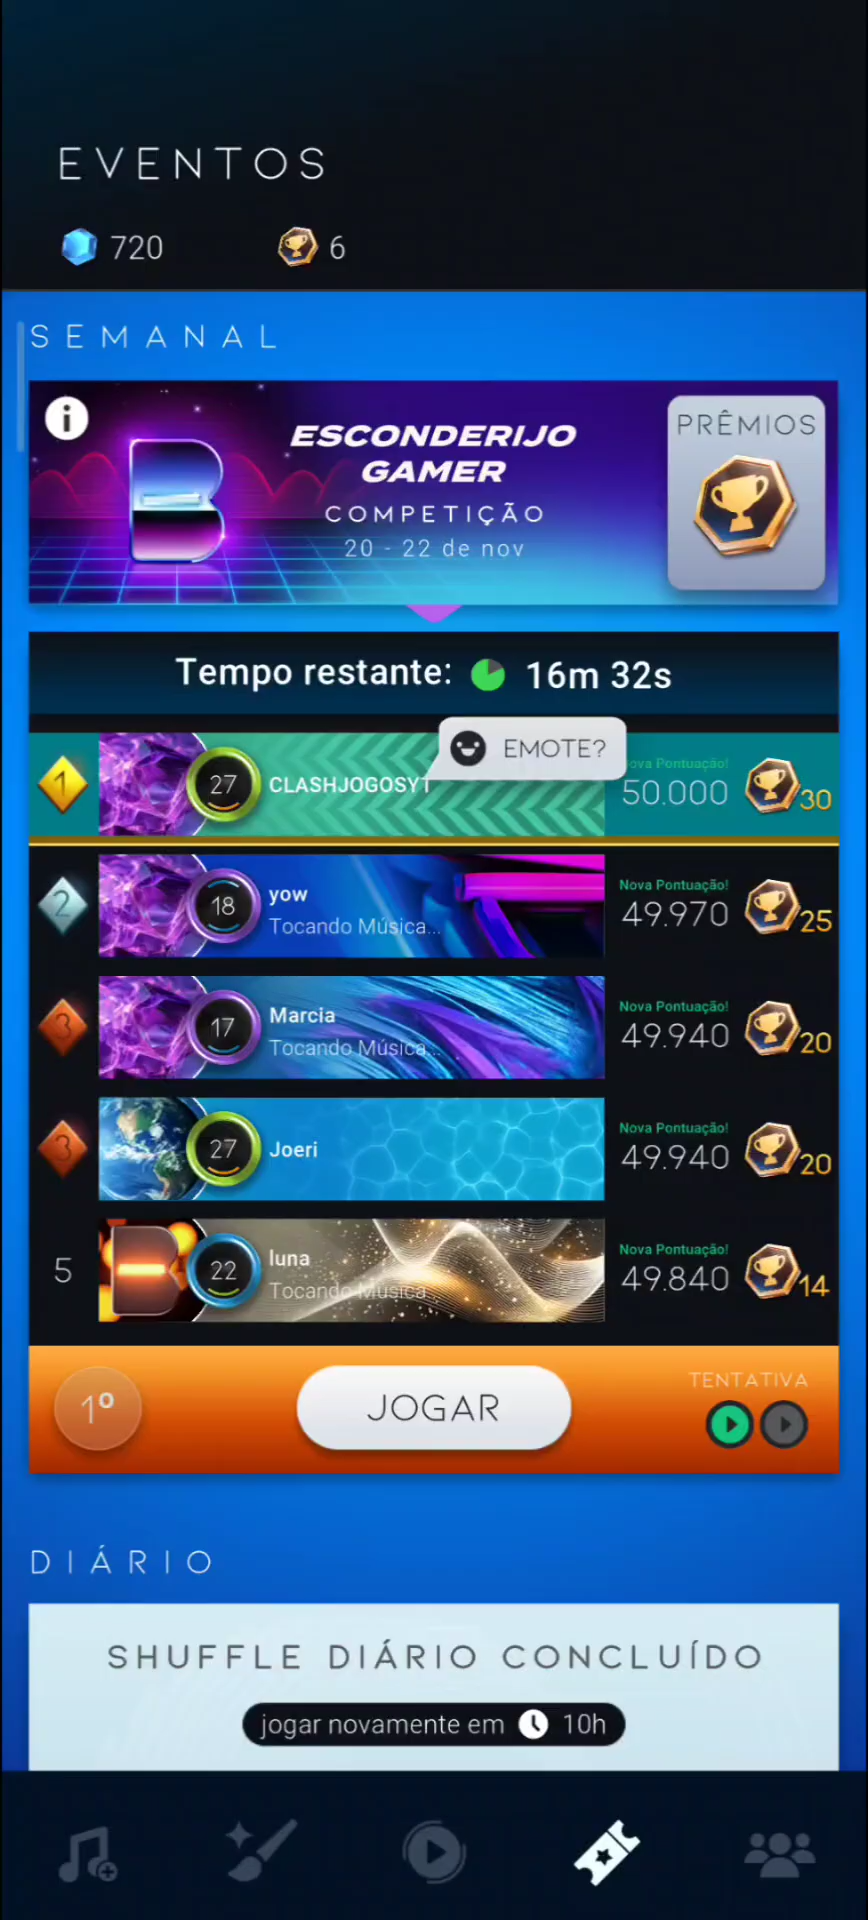 EVENTOS
720
6
SEMANAL
ESCONDERIJO
GAMER
COMPETIÇÃO
20 - 22 de nov
PRÊMIOS
Tempo restante: 16m 32s
EMOTE?
1
27
CLASHJOGOSYT
ova Pontuação!
50.000
30
2
18
yow
Tocando Música...
Nova Pontuação!
49.970
25
3
17
Marcia
Tocando Música...
Nova Pontuação!
49.940
20
3
27
Joeri
Nova Pontuação!
49.940
20
5
22
luna
Tocando Música...
Nova Pontuação!
49.840
14
1º
JOGAR
TENTATIVA
DIÁRIO
SHUFFLE DIÁRIO CONCLUÍDO
jogar novamente em 10h